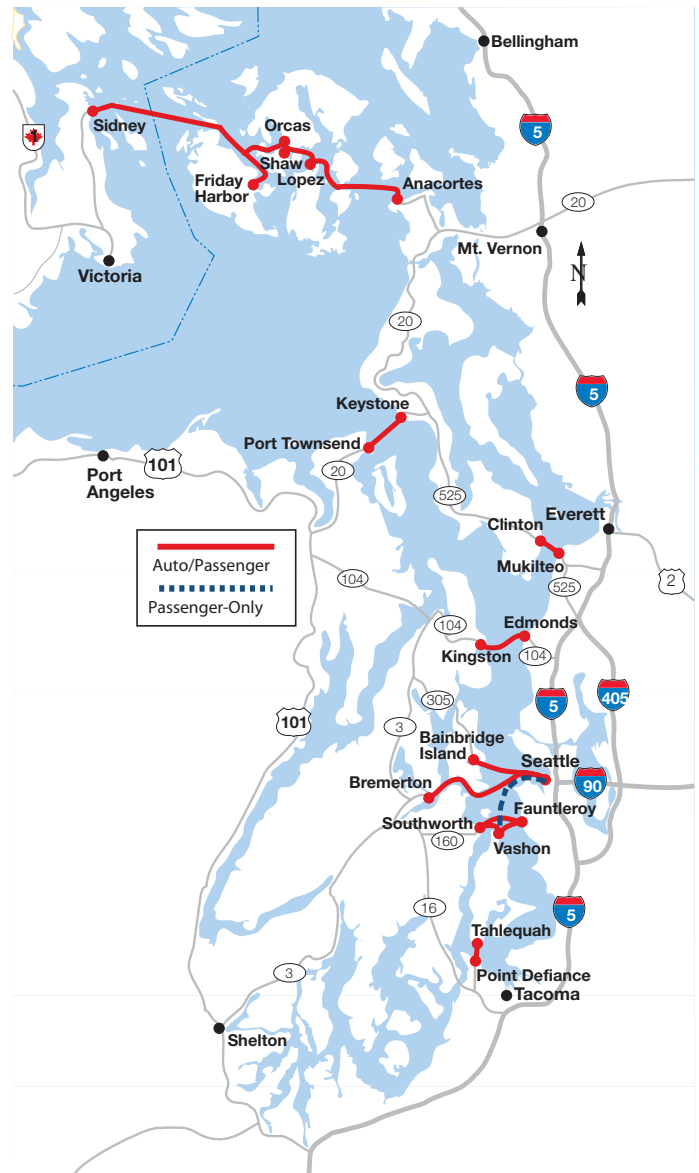 Bellingham
5
Sidney
1
Orcas
Shaw
Lopez
Friday
Harbor
Anacortes
20
Mt. Vernon
N
Victoria
20
5
Keystone
Port Townsend
101
Port
Angeles
20
525
Clinton
Everett
Mukilteo
Auto/Passenger
Passenger-Only
104
525
2
104
Edmonds
Kingston
104
305
5
405
101
3
Bainbridge
Island
Seattle
90
Bremerton
Fauntleroy
Southworth
160
Vashon
16
5
Tahlequah
Point Defiance
Tacoma
3
Shelton